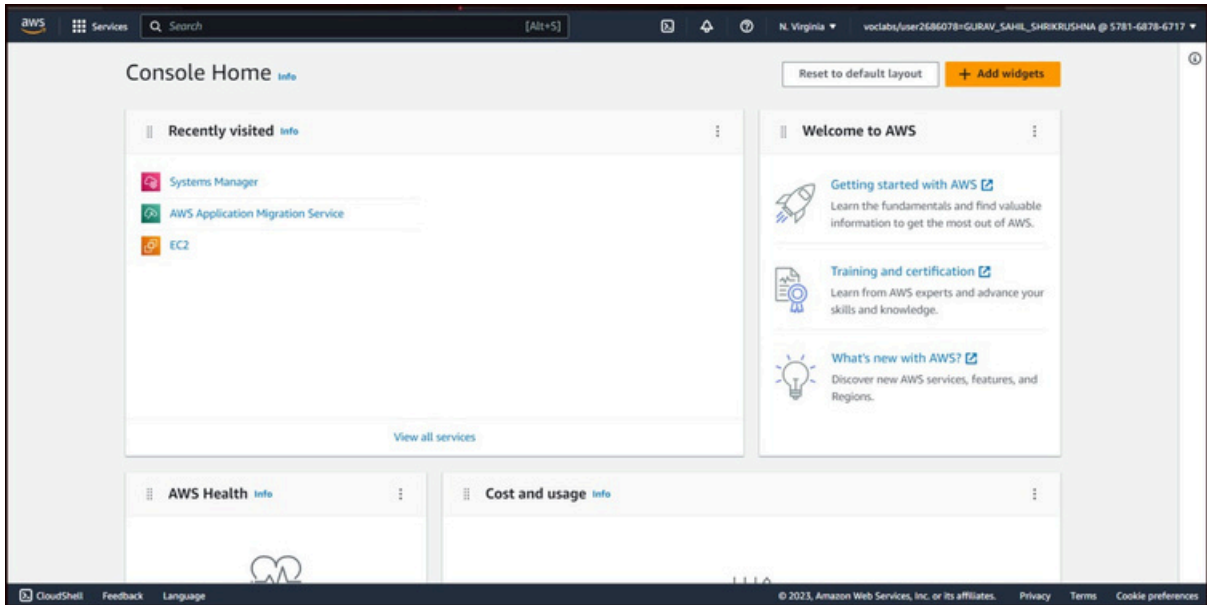 aws Services Search [Alt+S] N. Virginia voclabs/user2686078=GURAV_SAHIL_SHRIKRUSHNA @ 5781-6878-6717
Console Home Info
Reset to default layout + Add widgets
Recently visited Info
Systems Manager
AWS Application Migration Service
EC2
View all services
Welcome to AWS
Getting started with AWS
Learn the fundamentals and find valuable
information to get the most out of AWS.
Training and certification
Learn from AWS experts and advance your
skills and knowledge.
What's new with AWS?
Discover new AWS services, features, and
Regions.
AWS Health Info
Cost and usage Info
CloudShell Feedback Language © 2023, Amazon Web Services, Inc. or its affiliates. Privacy Terms Cookie preferences